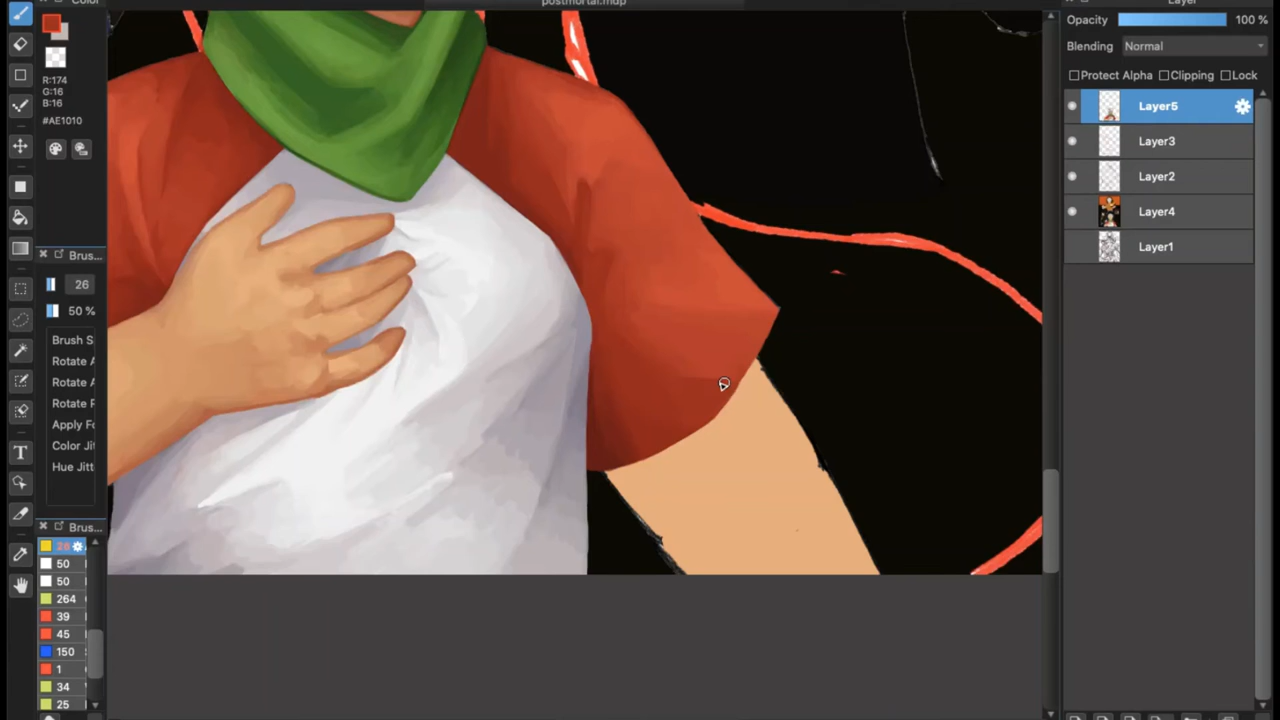 Color
postmortal.mdp
Layer
Opacity 100 %
Blending Normal
Protect Alpha Clipping Lock
R:174
G:16
B:16
#AE1010
Layer5
Layer3
Layer2
Layer4
Layer1
Brus...
26
50 %
Brush S
Rotate A
Rotate A
Rotate R
Apply Fo
Color Jit
Hue Jitt
T
Brus...
26
50
50
264
39
45
150
1
34
25